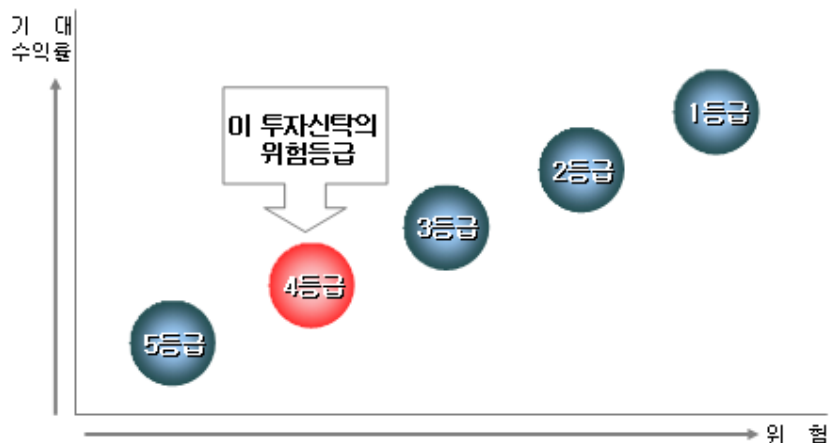 기 대
수익률
이 투자신탁의
위험등급
1등급
2등급
3등급
4등급
5등급
위 험